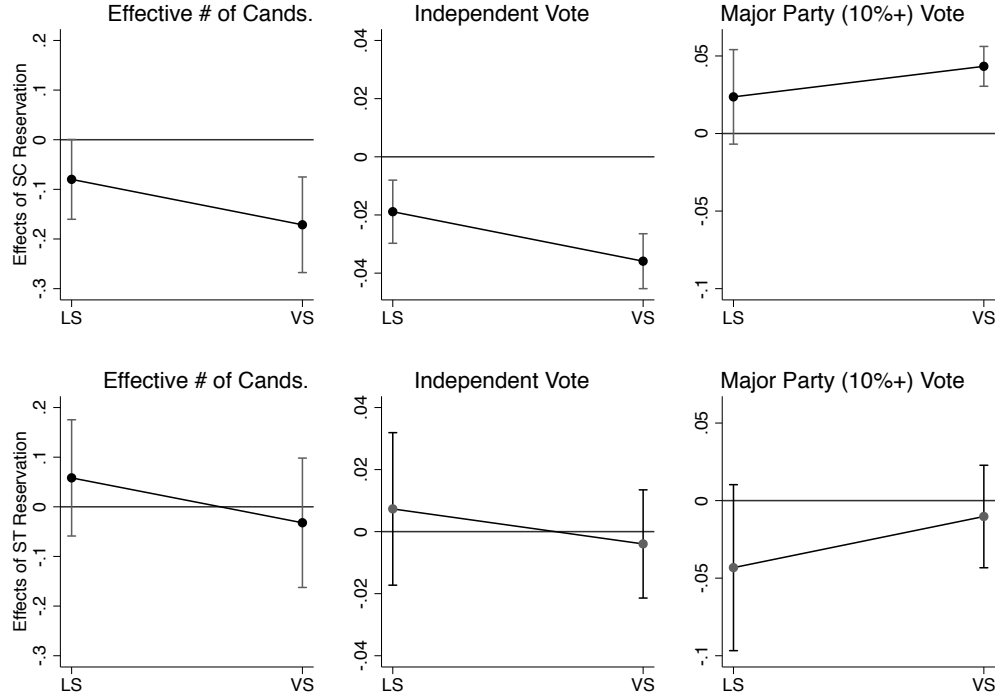 Effective # of Cands.
Independent Vote
Major Party (10%+) Vote
Effects of SC Reservation
.2
.1
0
-.1
-.2
-.3
LS
VS
.04
.02
0
-.02
-.04
LS
VS
.05
0
-.05
-.1
LS
VS
Effective # of Cands.
Independent Vote
Major Party (10%+) Vote
Effects of ST Reservation
.2
.1
0
-.1
-.2
-.3
LS
VS
.04
.02
0
-.02
-.04
LS
VS
.05
0
-.05
-.1
LS
VS